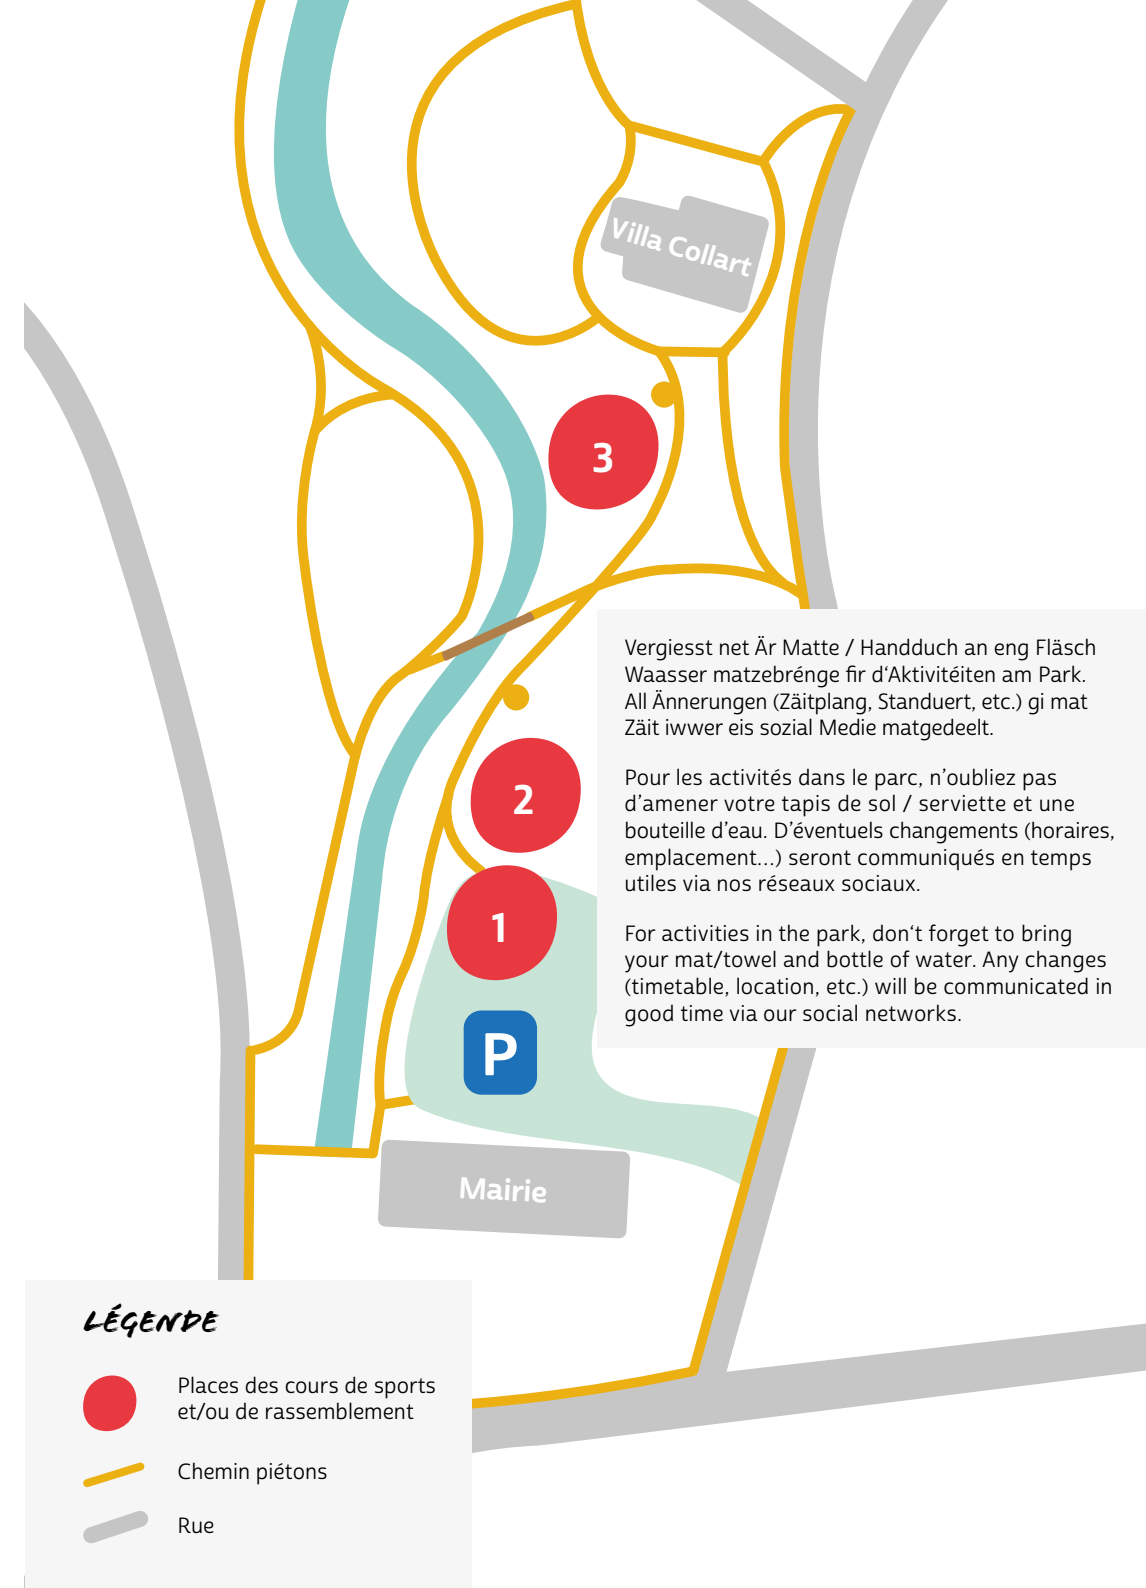 Villa Collart
3
Vergiesst net Är Matte / Handduch an eng Fläsch
Waasser matzebrénge fir d‘Aktivitéiten am Park.
All Ännerungen (Zäitplang, Standuert, etc.) gi mat
Zäit iwwer eis sozial Medie matgedeelt.
Pour les activités dans le parc, n’oubliez pas
d’amener votre tapis de sol / serviette et une
bouteille d’eau. D’éventuels changements (horaires,
emplacement...) seront communiqués en temps
utiles via nos réseaux sociaux.
For activities in the park, don‘t forget to bring
your mat/towel and bottle of water. Any changes
(timetable, location, etc.) will be communicated in
good time via our social networks.
2
1
P
Mairie
LÉGENDE
Places des cours de sports
et/ou de rassemblement
Chemin piétons
Rue